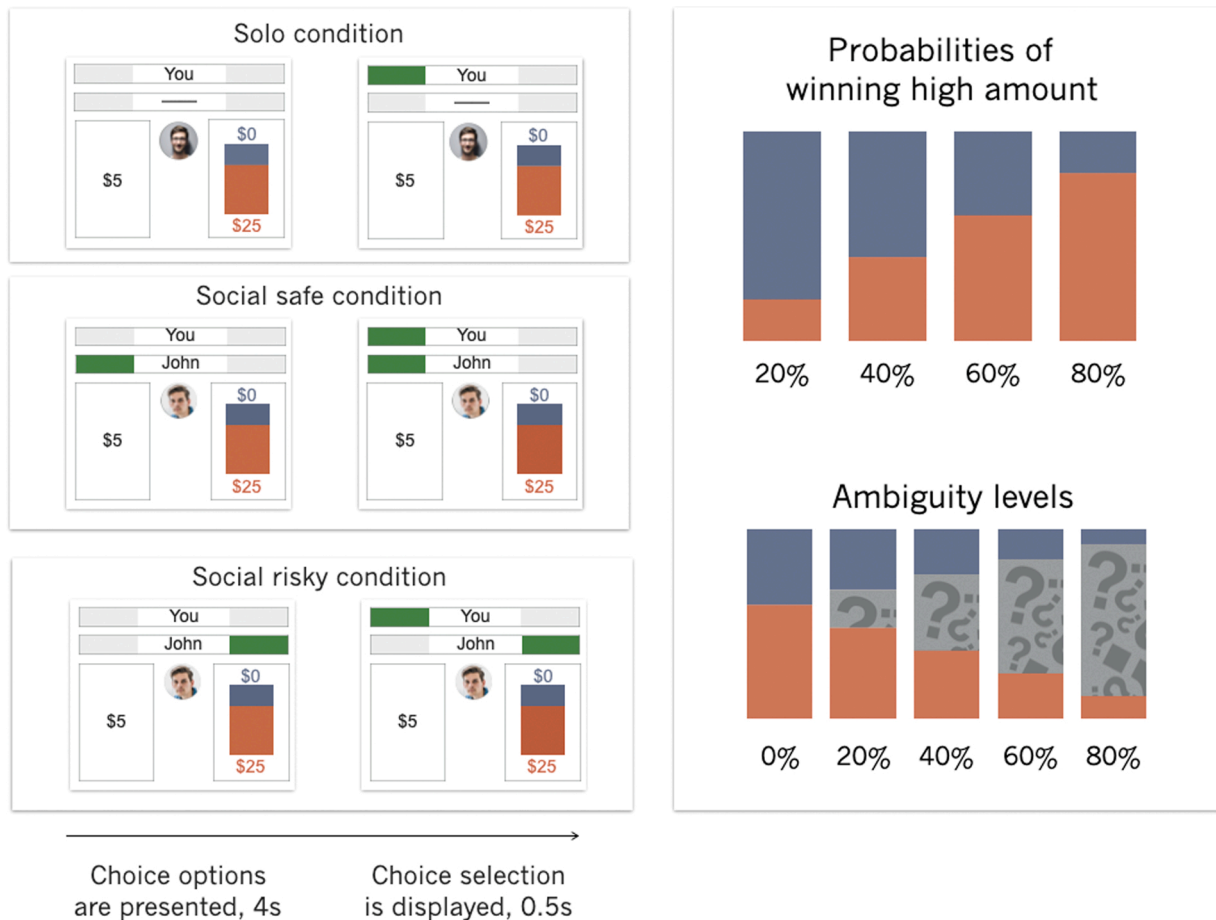 Solo condition
You
$0
$5
$25
You
$0
$5
$25
Social safe condition
You
John
$0
$5
$25
You
John
$0
$5
$25
Social risky condition
You
John
$0
$5
$25
You
John
$0
$5
$25
Choice options
are presented, 4s
Choice selection
is displayed, 0.5s
Probabilities of
winning high amount
20% 40% 60% 80%
Ambiguity levels
? ? ? ?
0% 20% 40% 60% 80%